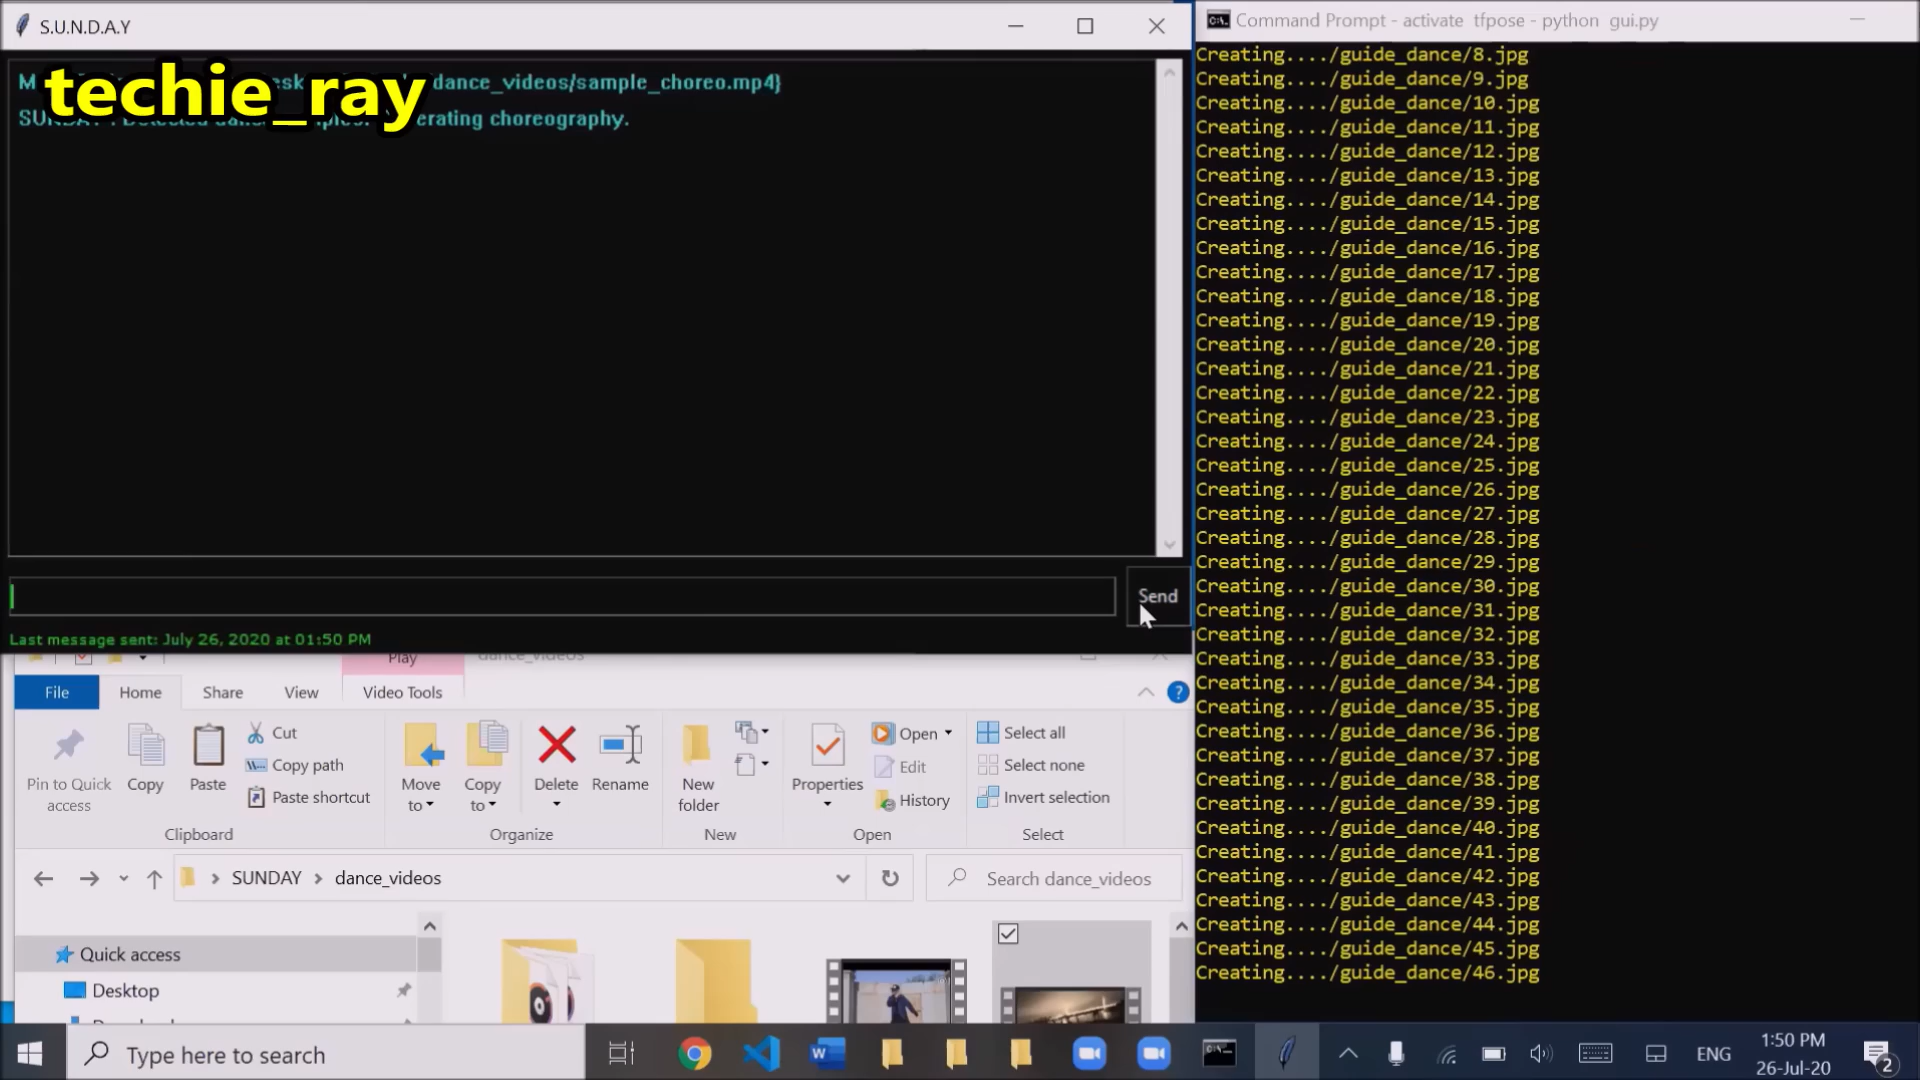 S.U.N.D.A.Y
techie_ray
dance_videos/sample_choreo.mp4}
erating choreography.
Send
Last message sent: July 26, 2020 at 01:50 PM
Command Prompt - activate tfpose - python gui.py
Creating..../guide_dance/8.jpg
Creating..../guide_dance/9.jpg
Creating..../guide_dance/10.jpg
Creating..../guide_dance/11.jpg
Creating..../guide_dance/12.jpg
Creating..../guide_dance/13.jpg
Creating..../guide_dance/14.jpg
Creating..../guide_dance/15.jpg
Creating..../guide_dance/16.jpg
Creating..../guide_dance/17.jpg
Creating..../guide_dance/18.jpg
Creating..../guide_dance/19.jpg
Creating..../guide_dance/20.jpg
Creating..../guide_dance/21.jpg
Creating..../guide_dance/22.jpg
Creating..../guide_dance/23.jpg
Creating..../guide_dance/24.jpg
Creating..../guide_dance/25.jpg
Creating..../guide_dance/26.jpg
Creating..../guide_dance/27.jpg
Creating..../guide_dance/28.jpg
Creating..../guide_dance/29.jpg
Creating..../guide_dance/30.jpg
Creating..../guide_dance/31.jpg
Creating..../guide_dance/32.jpg
Creating..../guide_dance/33.jpg
Creating..../guide_dance/34.jpg
Creating..../guide_dance/35.jpg
Creating..../guide_dance/36.jpg
Creating..../guide_dance/37.jpg
Creating..../guide_dance/38.jpg
Creating..../guide_dance/39.jpg
Creating..../guide_dance/40.jpg
Creating..../guide_dance/41.jpg
Creating..../guide_dance/42.jpg
Creating..../guide_dance/43.jpg
Creating..../guide_dance/44.jpg
Creating..../guide_dance/45.jpg
Creating..../guide_dance/46.jpg
Play dance_videos
File Home Share View Video Tools
Pin to Quick access
Copy
Paste
Cut
Copy path
Paste shortcut
Clipboard
Move to
Copy to
Delete
Rename
Organize
New folder
New
Properties
Open
Edit
History
Open
Select all
Select none
Invert selection
Select
SUNDAY > dance_videos
Search dance_videos
Quick access
Desktop
Type here to search
ENG
1:50 PM
26-Jul-20
2